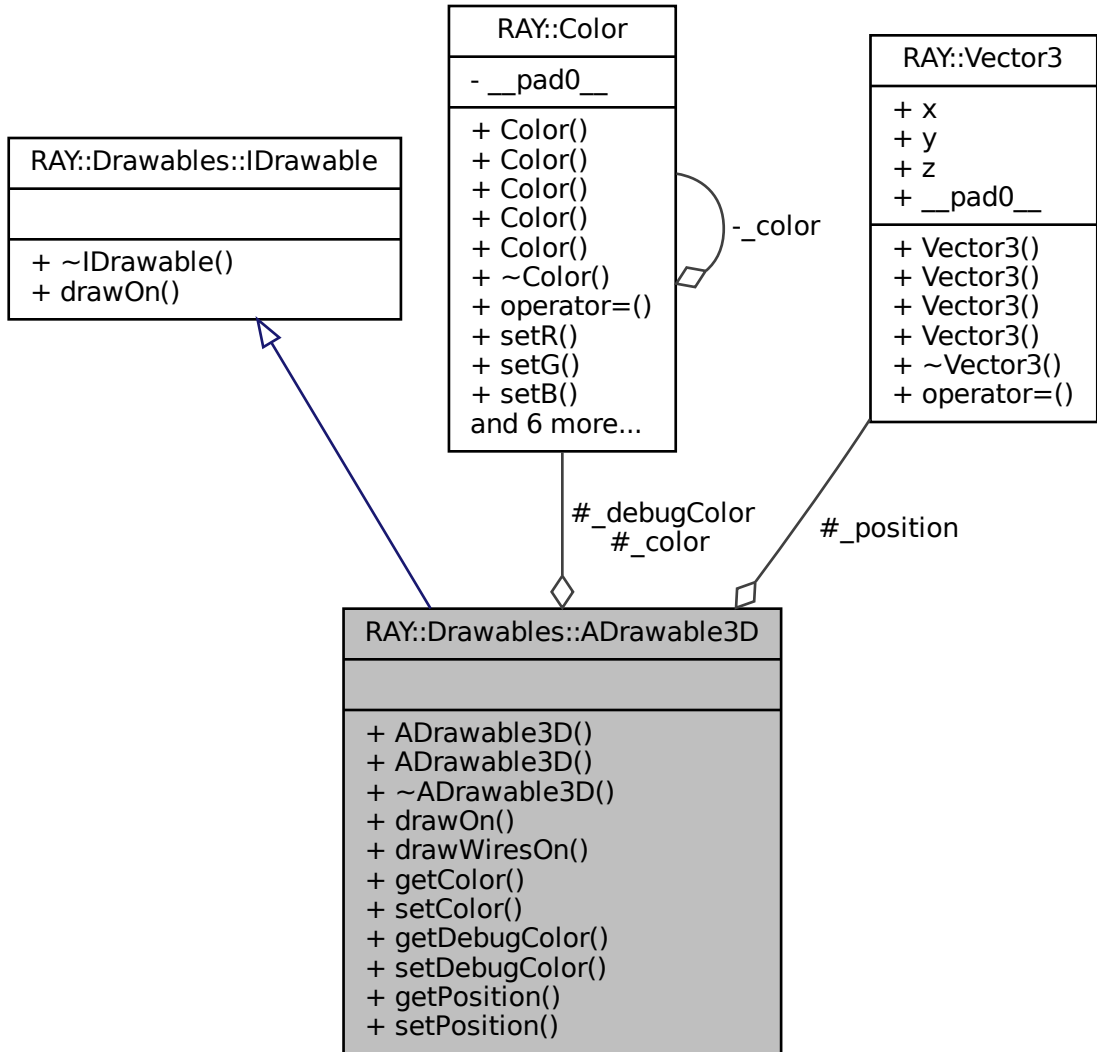 RAY::Color
- __pad0__
+ Color()
+ Color()
+ Color()
+ Color()
+ Color()
+ ~Color()
+ operator=()
+ setR()
+ setG()
+ setB()
and 6 more...
-_color
RAY::Vector3
+ x
+ y
+ z
+ __pad0__
+ Vector3()
+ Vector3()
+ Vector3()
+ Vector3()
+ ~Vector3()
+ operator=()
RAY::Drawables::IDrawable
+ ~IDrawable()
+ drawOn()
#_debugColor
#_color
#_position
RAY::Drawables::ADrawable3D
+ ADrawable3D()
+ ADrawable3D()
+ ~ADrawable3D()
+ drawOn()
+ drawWiresOn()
+ getColor()
+ setColor()
+ getDebugColor()
+ setDebugColor()
+ getPosition()
+ setPosition()